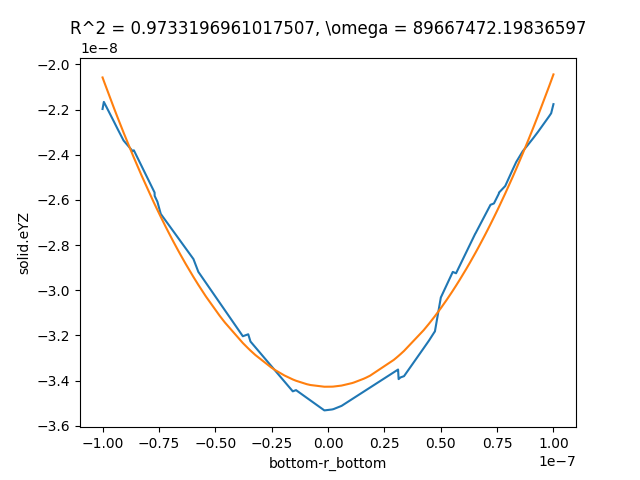 R^2 = 0.9733196961017507, \omega = 89667472.19836597
1e−8
−2.0
−2.2
−2.4
−2.6
−2.8
−3.0
−3.2
−3.4
−3.6
solid.eYZ
−1.00 −0.75 −0.50 −0.25 0.00 0.25 0.50 0.75 1.00
1e−7
bottom-r_bottom